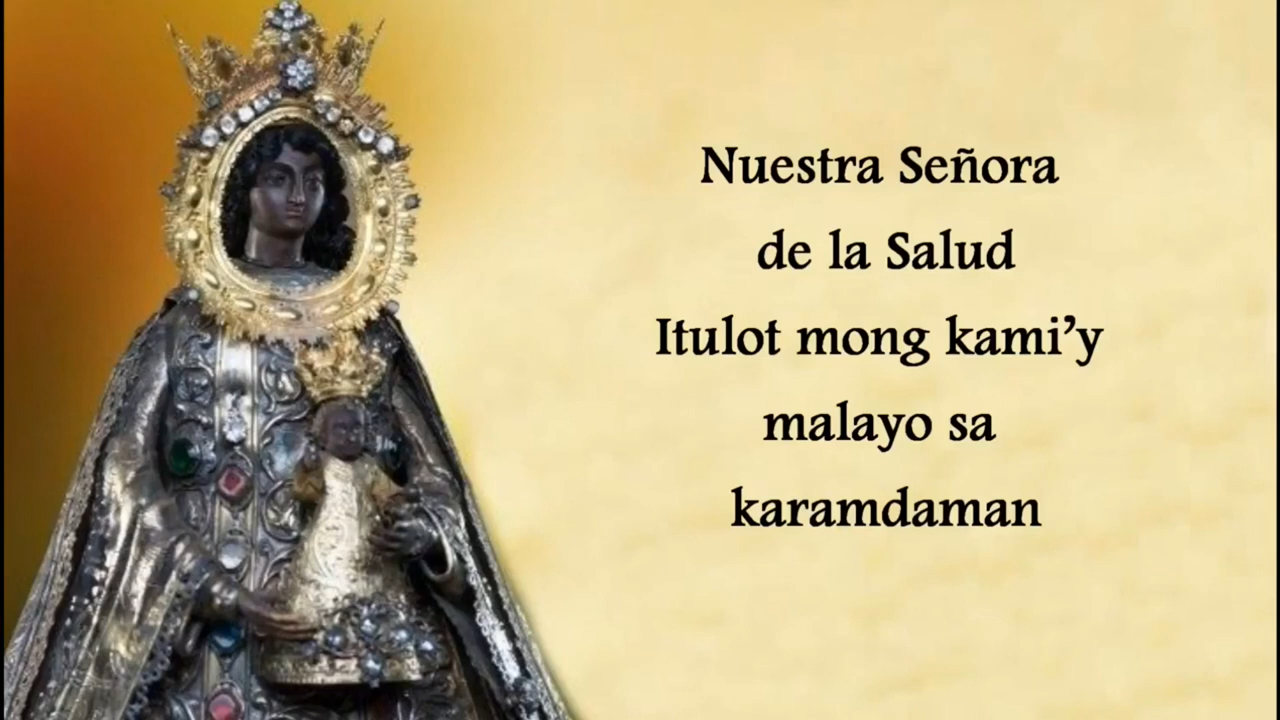 Nuestra Señora
de la Salud
Itulot mong kami’y
malayo sa
karamdaman